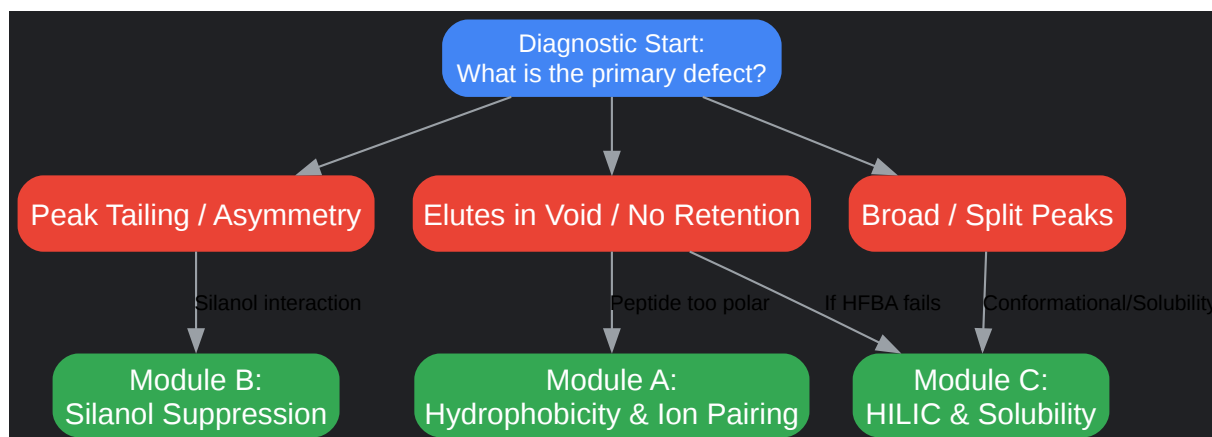 Diagnostic Start:
What is the primary defect?
Peak Tailing / Asymmetry
Elutes in Void / No Retention
Broad / Split Peaks
Silanol interaction
Peptide too polar
If HFBA fails
Conformational/Solubility
Module B:
Silanol Suppression
Module A:
Hydrophobicity & Ion Pairing
Module C:
HILIC & Solubility